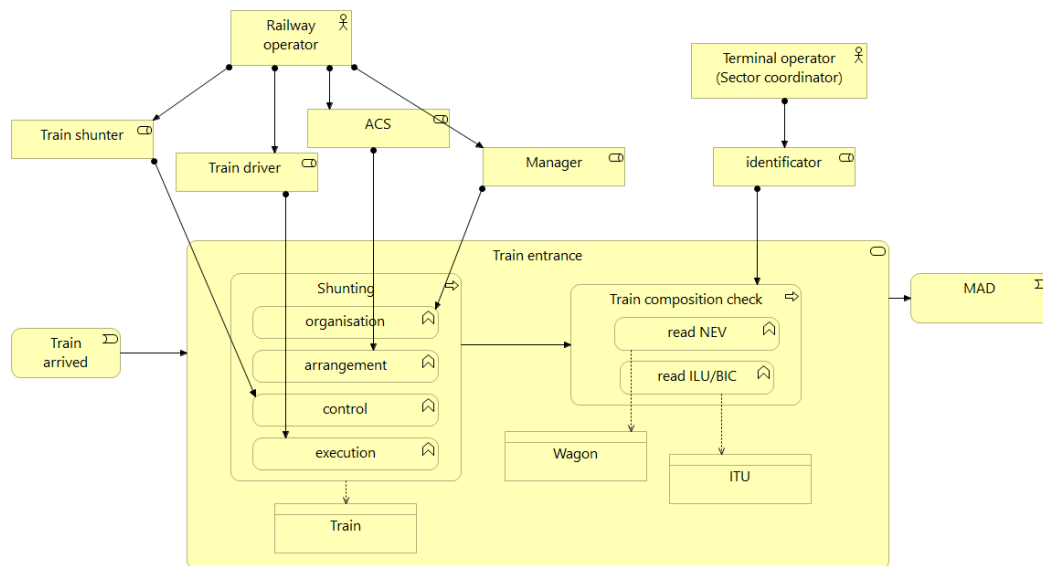 Railway
operator
Terminal operator
(Sector coordinator)
Train shunter
ACS
Train driver
Manager
identificator
Train entrance
Shunting
organisation
arrangement
control
execution
Train composition check
read NEV
read ILU/BIC
MAD
Train
arrived
Wagon
ITU
Train